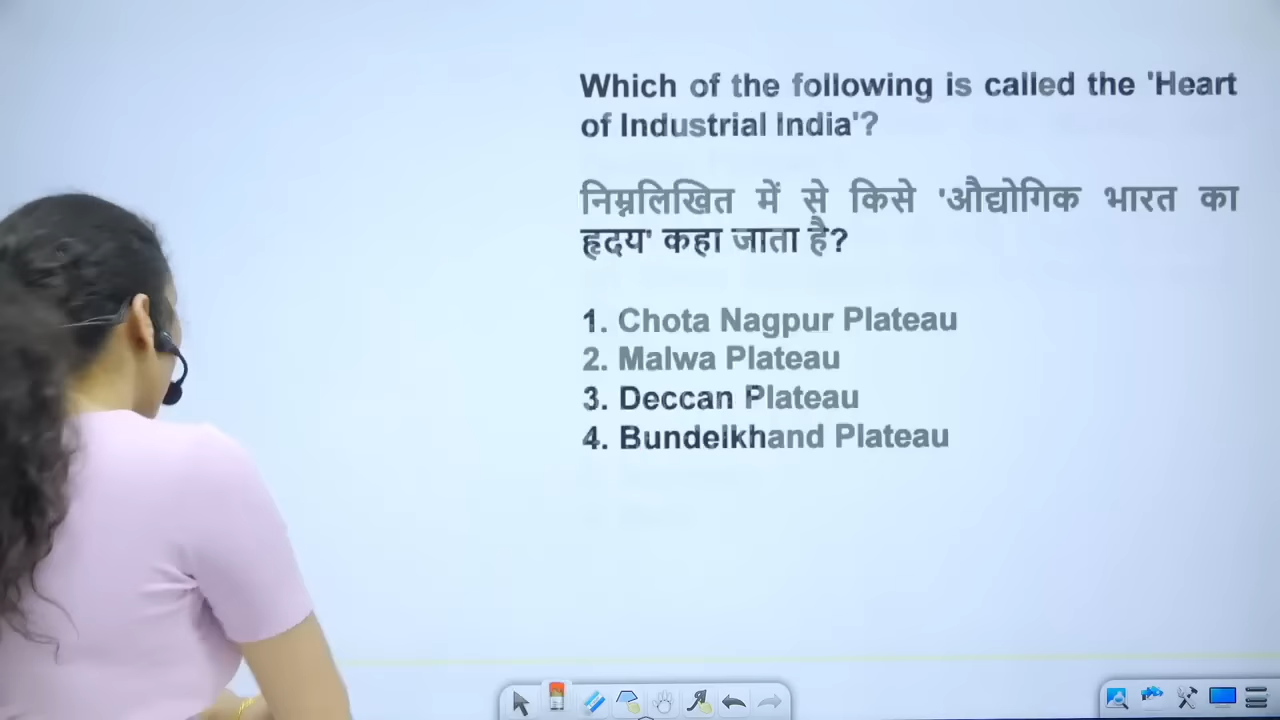 Which of the following is called the 'Heart
of Industrial India'?
निम्नलिखित में से किसे 'औद्योगिक भारत का
हृदय' कहा जाता है?
1. Chota Nagpur Plateau
2. Malwa Plateau
3. Deccan Plateau
4. Bundelkhand Plateau